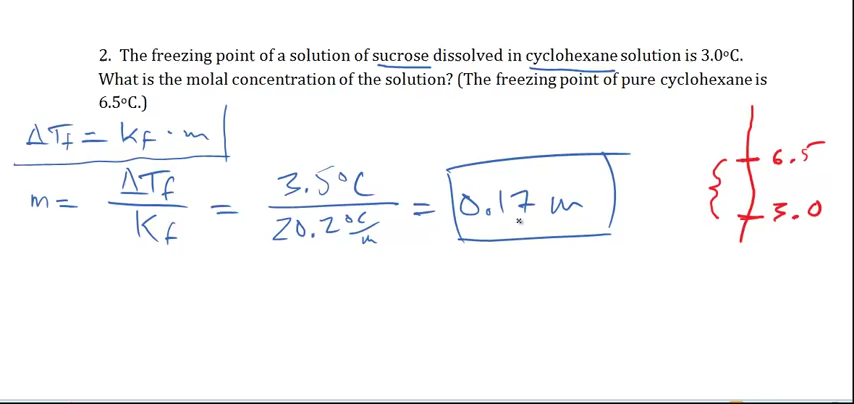 2. The freezing point of a solution of sucrose dissolved in cyclohexane solution is 3.0°C.
What is the molal concentration of the solution? (The freezing point of pure cyclohexane is
6.5°C.)
ΔTf = Kf · m
m = ΔTf / Kf = 3.5°C / 20.2 °C/m = 0.17 m
6.5
3.0